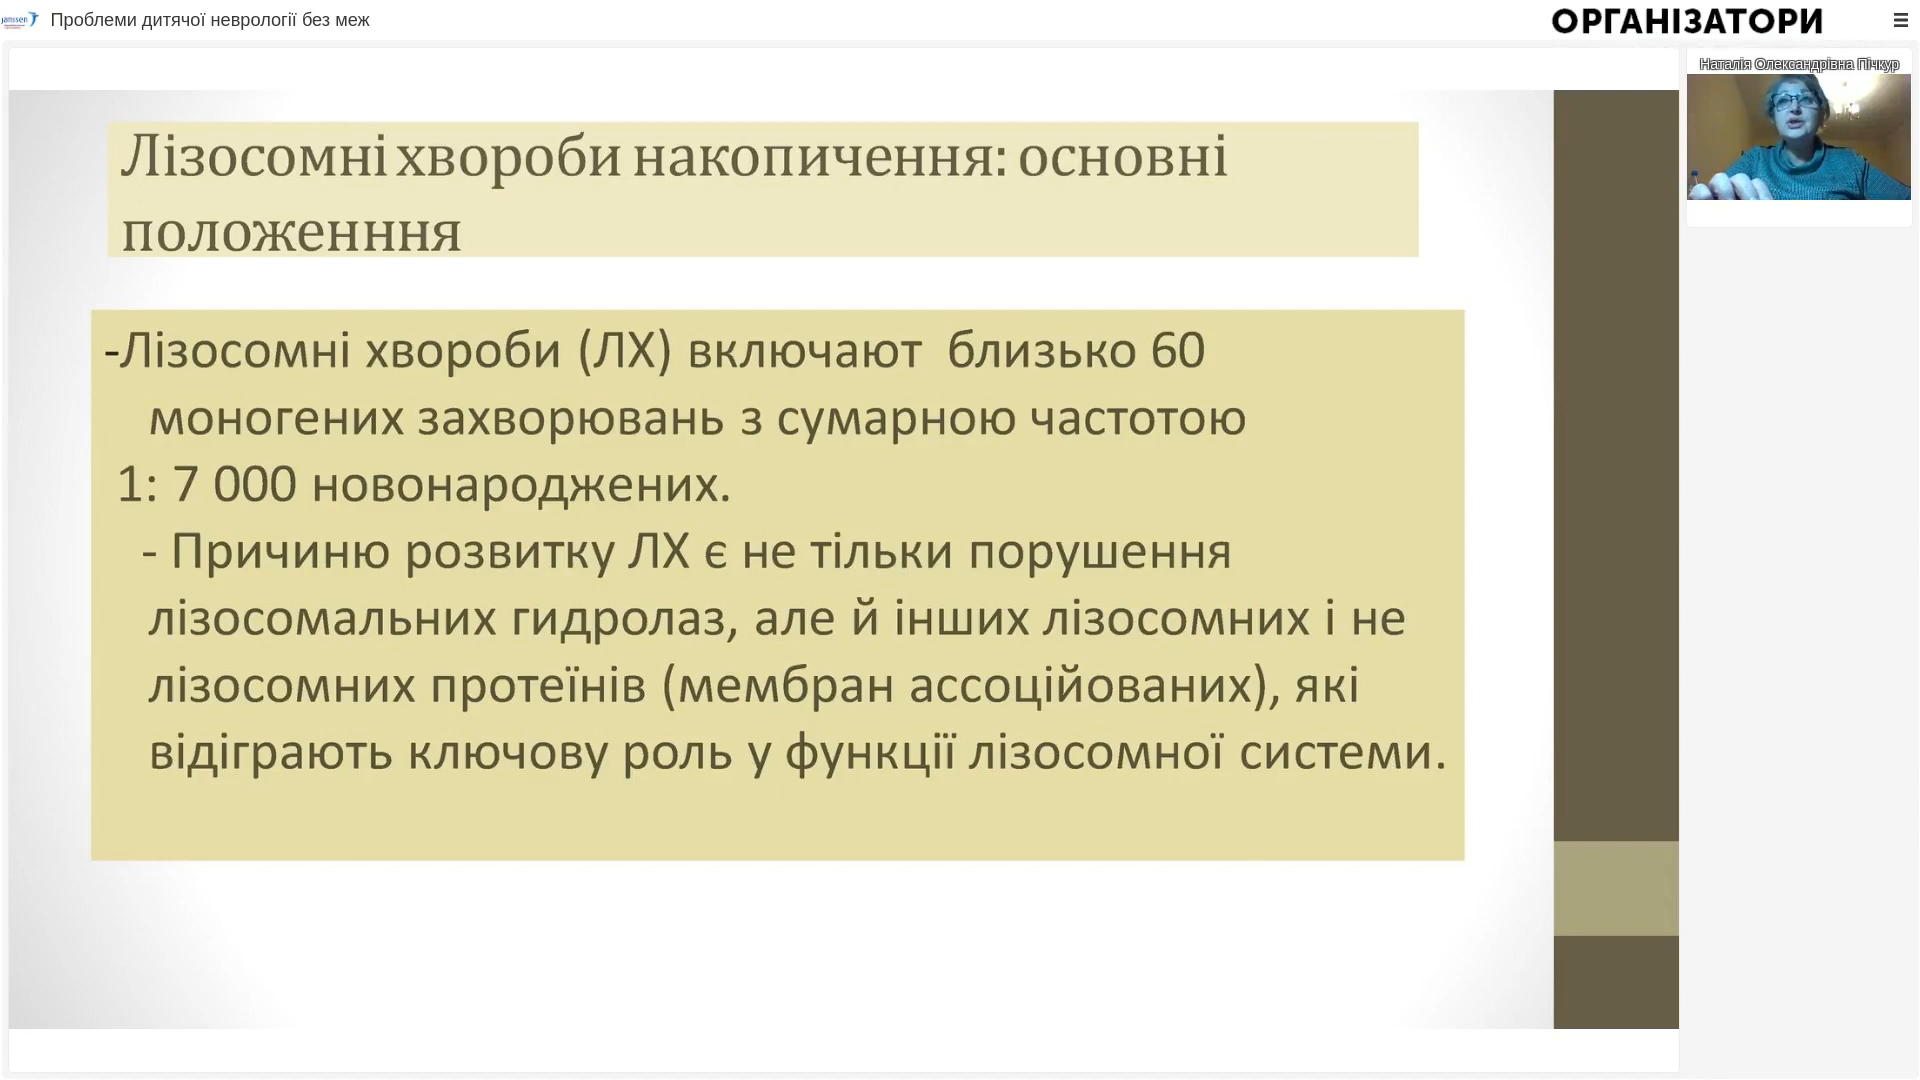 janssen
Проблеми дитячої неврології без меж
ОРГАНІЗАТОРИ
Наталія Олександрівна Пічкур
Лізосомні хвороби накопичення: основні
положенння
-Лізосомні хвороби (ЛХ) включают близько 60
моногених захворювань з сумарною частотою
1: 7 000 новонароджених.
- Причиню розвитку ЛХ є не тільки порушення
лізосомальних гидролаз, але й інших лізосомних і не
лізосомних протеїнів (мембран ассоційованих), які
відіграють ключову роль у функції лізосомної системи.